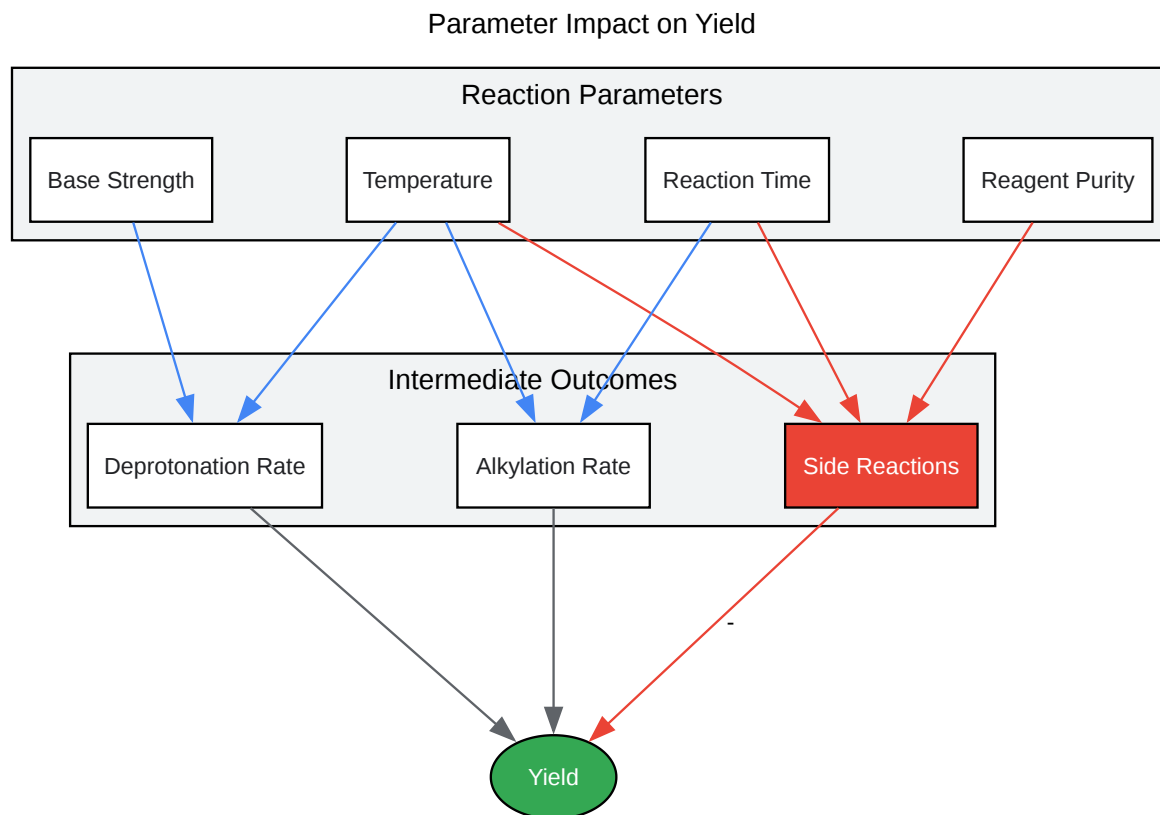 Parameter Impact on Yield
Reaction Parameters
Base Strength
Temperature
Reaction Time
Reagent Purity
Intermediate Outcomes
Deprotonation Rate
Alkylation Rate
Side Reactions
-
Yield